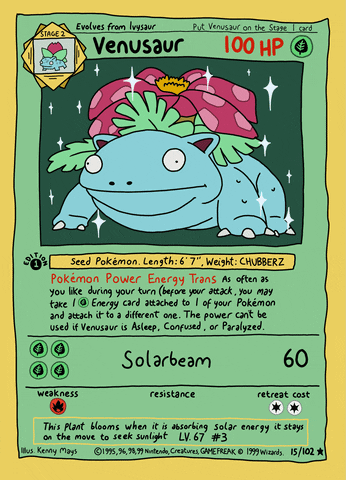 Evolves from Ivysaur
Put Venusaur on the Stage 1 card
STAGE 2
Venusaur
100 HP
EDITION
1
Seed Pokémon. Length: 6' 7", Weight: CHUBBERZ
Pokémon Power Energy Trans As often as
you like during your turn (before your attack, you may
take 1 Energy card attached to 1 of your Pokémon
and attach it to a different one. The power can't be
used if Venusaur is Asleep, Confused, or Paralyzed.
Solarbeam 60
weakness
resistance
retreat cost
This Plant blooms when it is absorbing solar energy it stays
on the move to seek sunlight LV. 67 #3
Illus. Kenny Mays
©1995, 96, 98, 99 Nintendo, Creatures, GAMEFREAK © 1999 Wizards.
15/102 ★